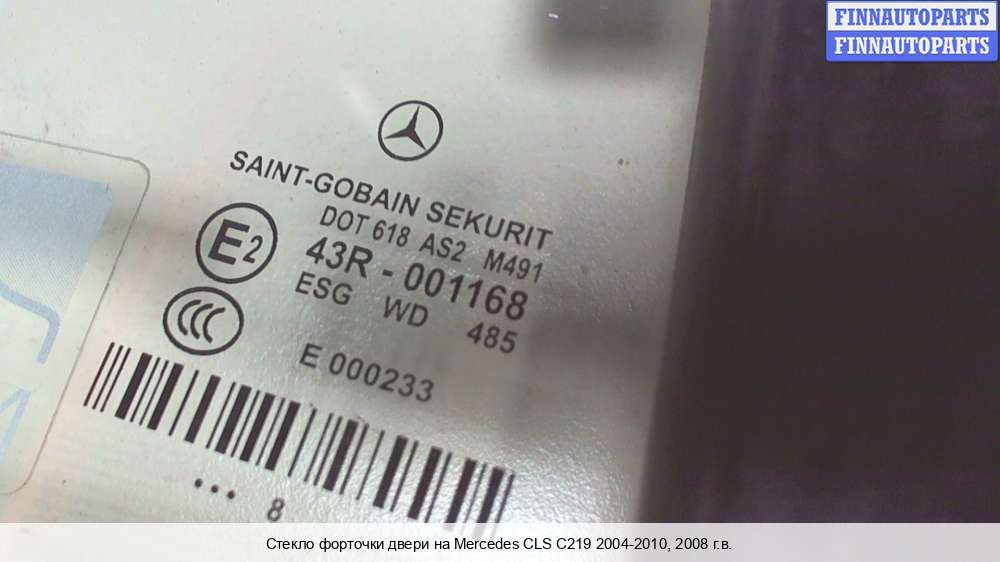 FINNAUTOPARTS
FINNAUTOPARTS
SAINT-GOBAIN SEKURIT
DOT 618 AS2 M491
E2
43R - 001168
ESG WD 485
CCC
E 000233
... 8
Стекло форточки двери на Mercedes CLS C219 2004-2010, 2008 г.в.